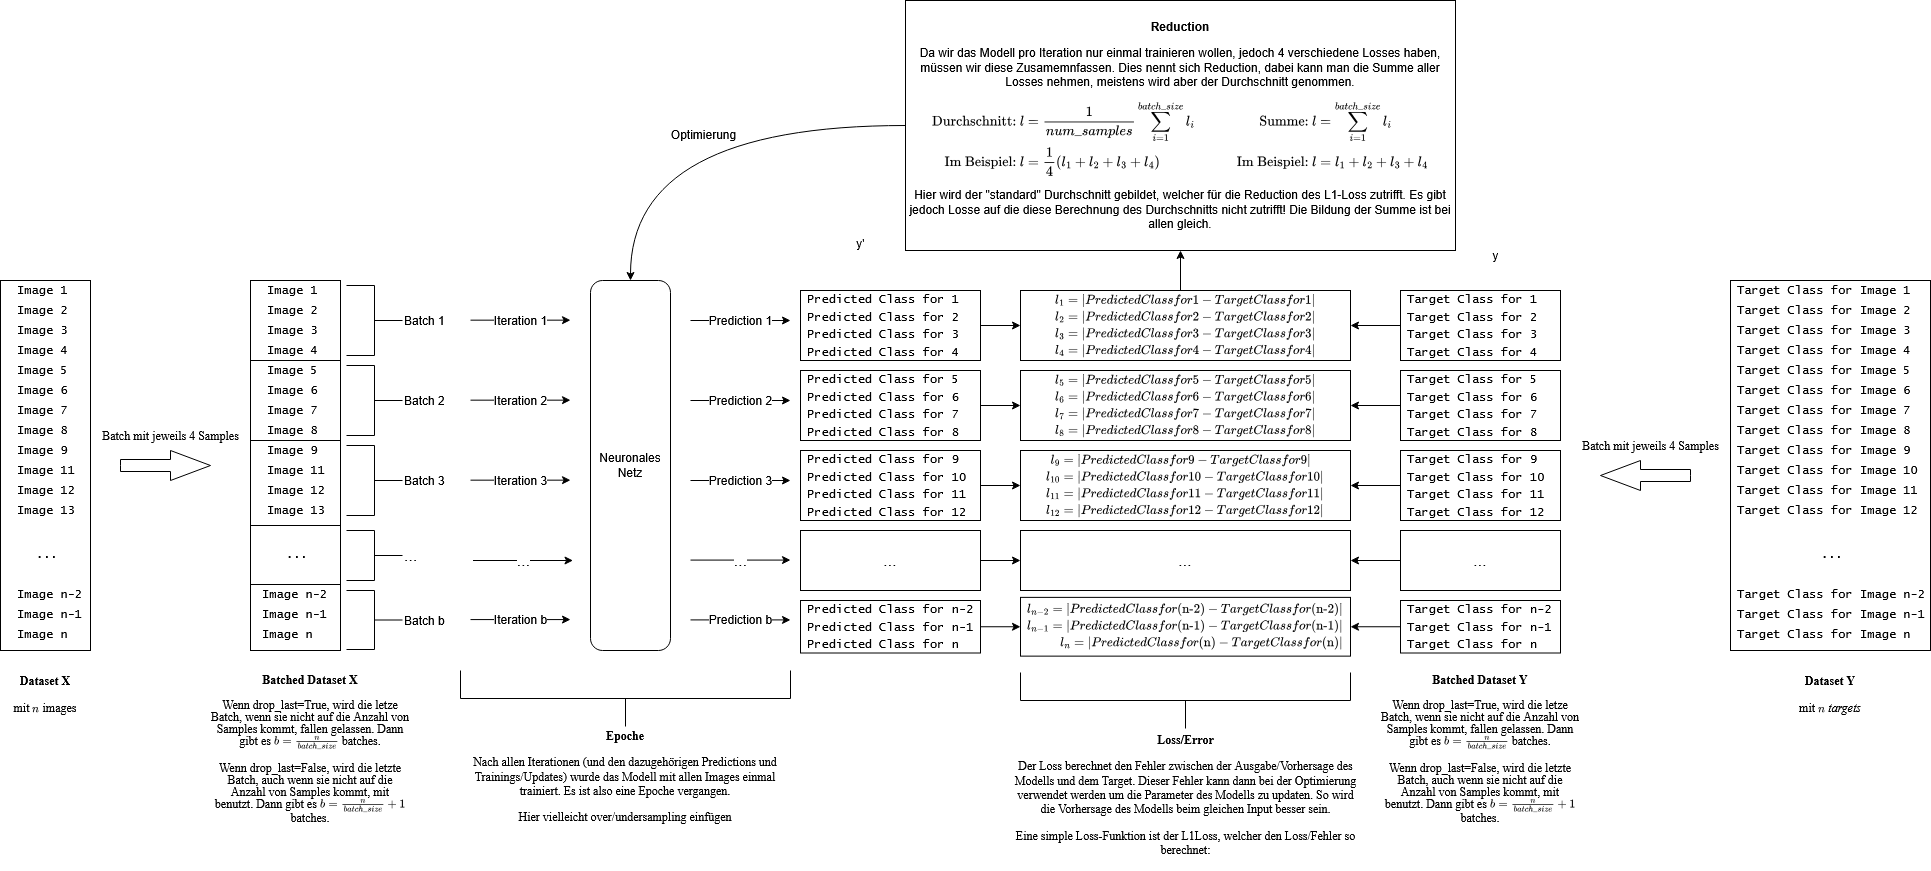 Reduction
Da wir das Modell pro Iteration nur einmal trainieren wollen, jedoch 4 verschiedene Losses haben,
müssen wir diese Zusamemnfassen. Dies nennt sich Reduction, dabei kann man die Summe aller
Losses nehmen, meistens wird aber der Durchschnitt genommen.
Durchschnitt: l = \frac{1}{num\_samples} \sum_{i=1}^{batch\_size} l_i
Summe: l = \sum_{i=1}^{batch\_size} l_i
Im Beispiel: l = \frac{1}{4}(l_1 + l_2 + l_3 + l_4)
Im Beispiel: l = l_1 + l_2 + l_3 + l_4
Hier wird der "standard" Durchschnitt gebildet, welcher für die Reduction des L1-Loss zutrifft. Es gibt
jedoch Losse auf die diese Berechnung des Durchschnitts nicht zutrifft! Die Bildung der Summe ist bei
allen gleich.
Optimierung
y'
y
Image 1
Image 2
Image 3
Image 4
Image 5
Image 6
Image 7
Image 8
Image 9
Image 11
Image 12
Image 13
...
Image n-2
Image n-1
Image n
Dataset X
mit n images
Batch mit jeweils 4 Samples
Image 1
Image 2
Image 3
Image 4
Image 5
Image 6
Image 7
Image 8
Image 9
Image 11
Image 12
Image 13
...
Image n-2
Image n-1
Image n
Batched Dataset X
Wenn drop_last=True, wird die letze
Batch, wenn sie nicht auf die Anzahl von
Samples kommt, fallen gelassen. Dann
gibt es b = \frac{n}{batch\_size} batches.
Wenn drop_last=False, wird die letzte
Batch, auch wenn sie nicht auf die
Anzahl von Samples kommt, mit
benutzt. Dann gibt es b = \frac{n}{batch\_size} + 1
batches.
Batch 1
Batch 2
Batch 3
...
Batch b
Iteration 1
Iteration 2
Iteration 3
...
Iteration b
Neuronales
Netz
Prediction 1
Prediction 2
Prediction 3
...
Prediction b
Epoche
Nach allen Iterationen (und den dazugehörigen Predictions und
Trainings/Updates) wurde das Modell mit allen Images einmal
trainiert. Es ist also eine Epoche vergangen.
Hier vielleicht over/undersampling einfügen
Predicted Class for 1
Predicted Class for 2
Predicted Class for 3
Predicted Class for 4
Predicted Class for 5
Predicted Class for 6
Predicted Class for 7
Predicted Class for 8
Predicted Class for 9
Predicted Class for 10
Predicted Class for 11
Predicted Class for 12
...
Predicted Class for n-2
Predicted Class for n-1
Predicted Class for n
l_1 = |PredictedClassfor1 − TargetClassfor1|
l_2 = |PredictedClassfor2 − TargetClassfor2|
l_3 = |PredictedClassfor3 − TargetClassfor3|
l_4 = |PredictedClassfor4 − TargetClassfor4|
l_5 = |PredictedClassfor5 − TargetClassfor5|
l_6 = |PredictedClassfor6 − TargetClassfor6|
l_7 = |PredictedClassfor7 − TargetClassfor7|
l_8 = |PredictedClassfor8 − TargetClassfor8|
l_9 = |PredictedClassfor9 − TargetClassfor9|
l_{10} = |PredictedClassfor10 − TargetClassfor10|
l_{11} = |PredictedClassfor11 − TargetClassfor11|
l_{12} = |PredictedClassfor12 − TargetClassfor12|
...
l_{n−2} = |PredictedClassfor(n-2) − TargetClassfor(n-2)|
l_{n−1} = |PredictedClassfor(n-1) − TargetClassfor(n-1)|
l_n = |PredictedClassfor(n) − TargetClassfor(n)|
Loss/Error
Der Loss berechnet den Fehler zwischen der Ausgabe/Vorhersage des
Modells und dem Target. Dieser Fehler kann dann bei der Optimierung
verwendet werden um die Parameter des Modells zu updaten. So wird
die Vorhersage des Modells beim gleichen Input besser sein.
Eine simple Loss-Funktion ist der L1Loss, welcher den Loss/Fehler so
berechnet:
Target Class for 1
Target Class for 2
Target Class for 3
Target Class for 4
Target Class for 5
Target Class for 6
Target Class for 7
Target Class for 8
Target Class for 9
Target Class for 10
Target Class for 11
Target Class for 12
...
Target Class for n-2
Target Class for n-1
Target Class for n
Batched Dataset Y
Wenn drop_last=True, wird die letze
Batch, wenn sie nicht auf die Anzahl von
Samples kommt, fallen gelassen. Dann
gibt es b = \frac{n}{batch\_size} batches.
Wenn drop_last=False, wird die letzte
Batch, auch wenn sie nicht auf die
Anzahl von Samples kommt, mit
benutzt. Dann gibt es b = \frac{n}{batch\_size} + 1
batches.
Batch mit jeweils 4 Samples
Target Class for Image 1
Target Class for Image 2
Target Class for Image 3
Target Class for Image 4
Target Class for Image 5
Target Class for Image 6
Target Class for Image 7
Target Class for Image 8
Target Class for Image 9
Target Class for Image 10
Target Class for Image 11
Target Class for Image 12
...
Target Class for Image n-2
Target Class for Image n-1
Target Class for Image n
Dataset Y
mit n targets